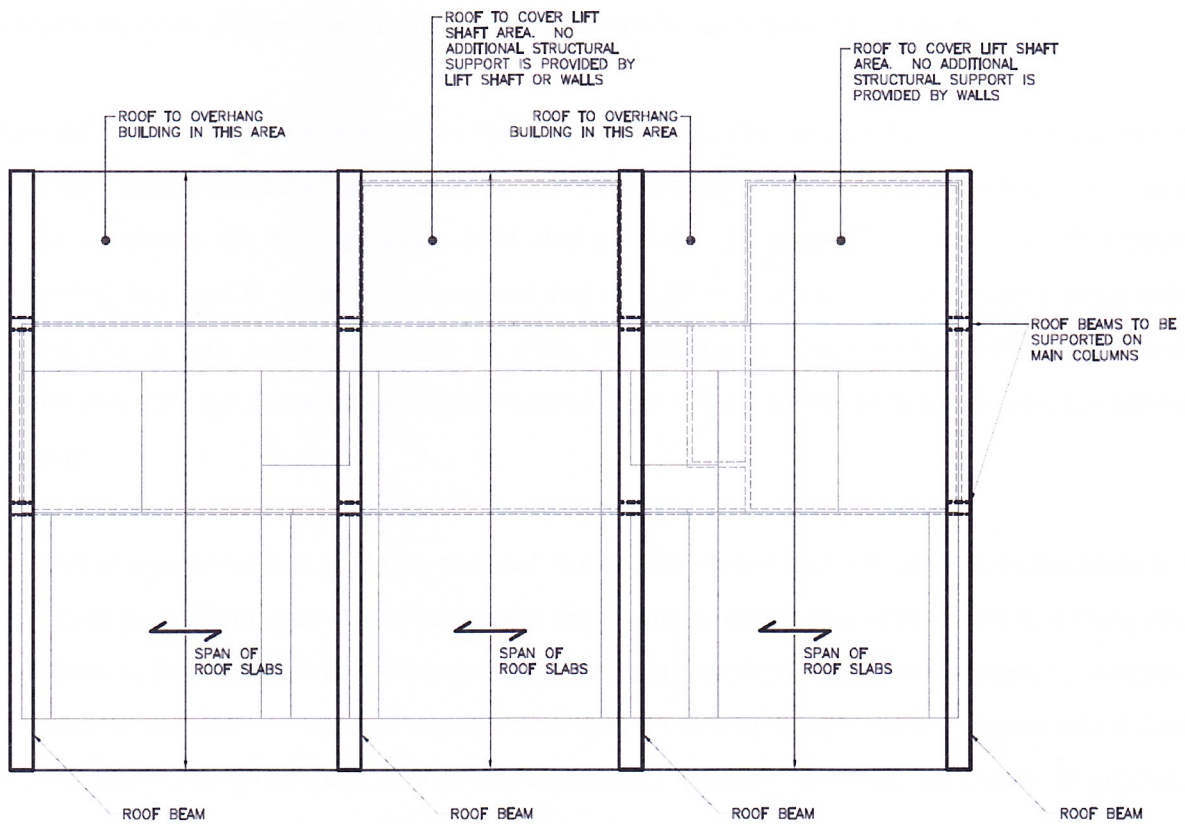 ROOF TO COVER LIFT
SHAFT AREA. NO
ADDITIONAL STRUCTURAL
SUPPORT IS PROVIDED BY
LIFT SHAFT OR WALLS
ROOF TO COVER LIFT SHAFT
AREA. NO ADDITIONAL
STRUCTURAL SUPPORT IS
PROVIDED BY WALLS
ROOF TO OVERHANG
BUILDING IN THIS AREA
ROOF TO OVERHANG
BUILDING IN THIS AREA
ROOF BEAMS TO BE
SUPPORTED ON
MAIN COLUMNS
SPAN OF
ROOF SLABS
SPAN OF
ROOF SLABS
SPAN OF
ROOF SLABS
ROOF BEAM
ROOF BEAM
ROOF BEAM
ROOF BEAM